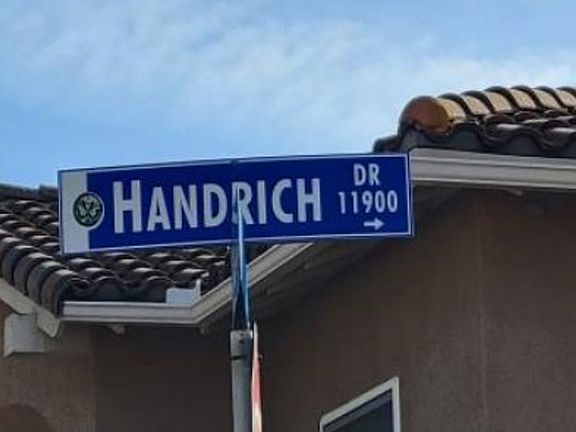 HANDRICH DR
11900 →